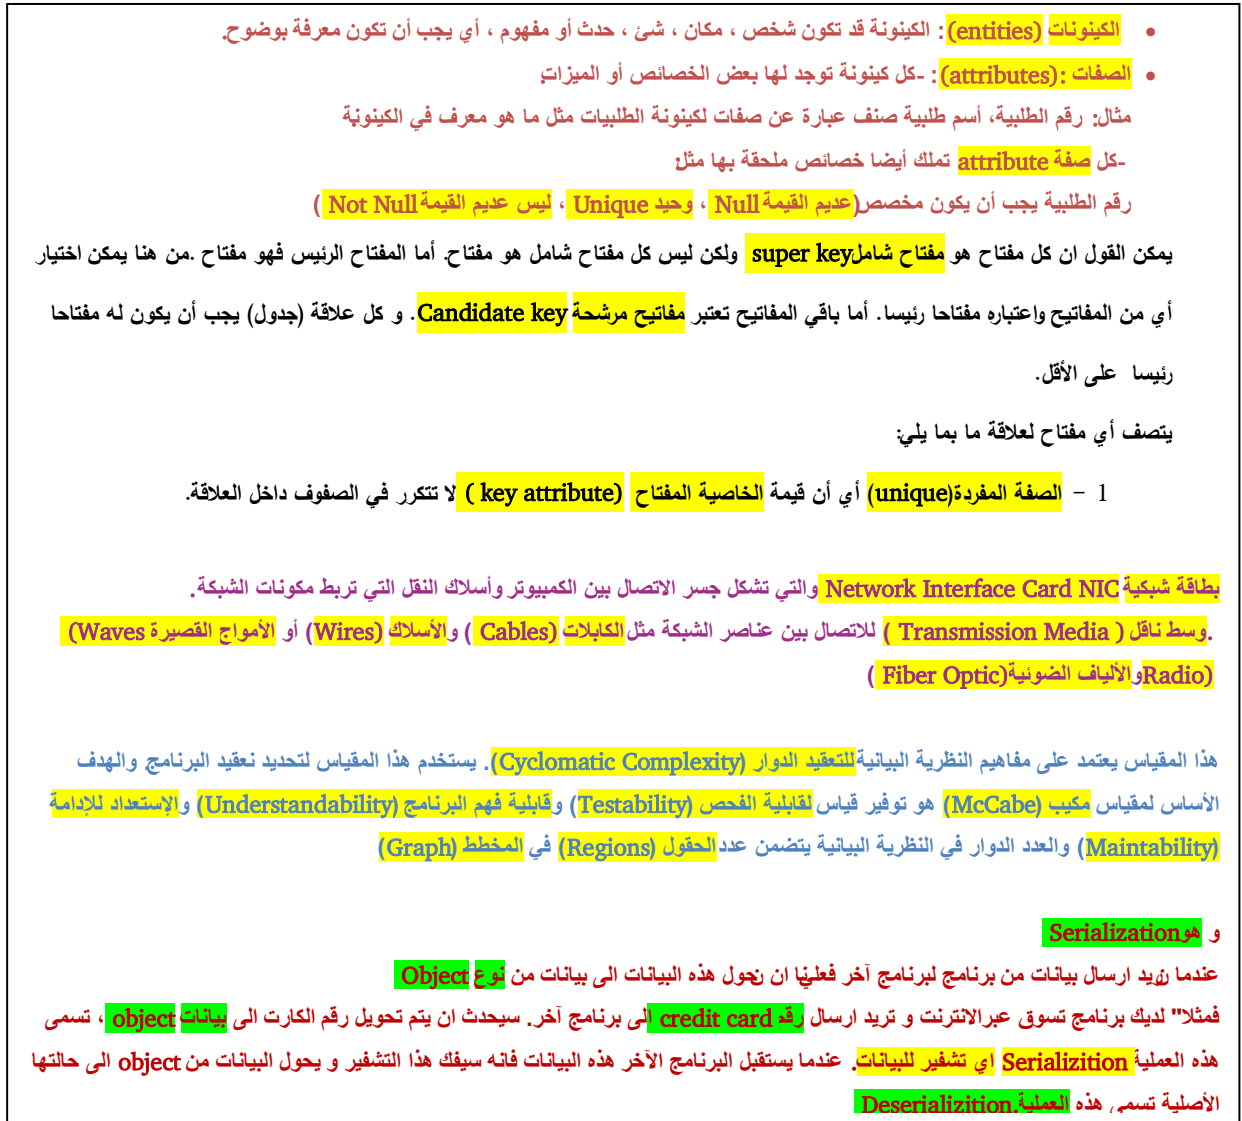 • الكينونات (entities) : الكينونة قد تكون شخص ، مكان ، شئ ، حدث أو مفهوم ، أي يجب أن تكون معرفة بوضوح.
• الصفات :(attributes) : -كل كينونة توجد لها بعض الخصائص أو الميزات.
مثال: رقم الطلبية، أسم طلبية صنف عبارة عن صفات لكينونة الطلبيات مثل ما هو معرف في الكينونة
-كل صفة attribute تملك أيضا خصائص ملحقة بها مثل:
رقم الطلبية يجب أن يكون مخصص(عديم القيمة Null ، وحيد Unique ، ليس عديم القيمة Not Null )
يمكن القول ان كل مفتاح هو مفتاح شامل super key ولكن ليس كل مفتاح شامل هو مفتاح. أما المفتاح الرئيس فهو مفتاح .من هنا يمكن اختيار
أي من المفاتيح واعتباره مفتاحا رئيسا. أما باقي المفاتيح تعتبر مفاتيح مرشحة Candidate key. و كل علاقة (جدول) يجب أن يكون له مفتاحا
رئيسا على الأقل.
يتصف أي مفتاح لعلاقة ما بما يلي:
1 – الصفة المفردة(unique) أي أن قيمة الخاصية المفتاح (key attribute ) لا تتكرر في الصفوف داخل العلاقة.
بطاقة شبكية Network Interface Card NIC والتي تشكل جسر الاتصال بين الكمبيوتر وأسلاك النقل التي تربط مكونات الشبكة.
.وسط ناقل ( Transmission Media ) للاتصال بين عناصر الشبكة مثل الكابلات (Cables ) والأسلاك (Wires) أو الأمواج القصيرة Waves)
(Radioوالألياف الضوئية(Fiber Optic )
هذا المقياس يعتمد على مفاهيم النظرية البيانية للتعقيد الدوار (Cyclomatic Complexity). يستخدم هذا المقياس لتحديد نعقيد البرنامج. والهدف
الأساس لمقياس مكيب (McCabe) هو توفير قياس لقابلية الفحص (Testability) وقابلية فهم البرنامج (Understandability) والإستعداد للإدامة
(Maintability) والعدد الدوار في النظرية البيانية يتضمن عدد الحقول (Regions) في المخطط (Graph)
و هو Serialization
عندما نريد ارسال بيانات من برنامج لبرنامج آخر فعلينا ان نحول هذه البيانات الى بيانات من نوع Object
فمثلا" لديك برنامج تسوق عبرالانترنت و تريد ارسال رقم credit card الى برنامج آخر. سيحدث ان يتم تحويل رقم الكارت الى بيانات object ، تسمى
هذه العملية Serializition اي تشفير للبيانات. عندما يستقبل البرنامج الآخر هذه البيانات فانه سيفك هذا التشفير و يحول البيانات من object الى حالتها
الأصلية تسمى هذه العملية.Deserializition